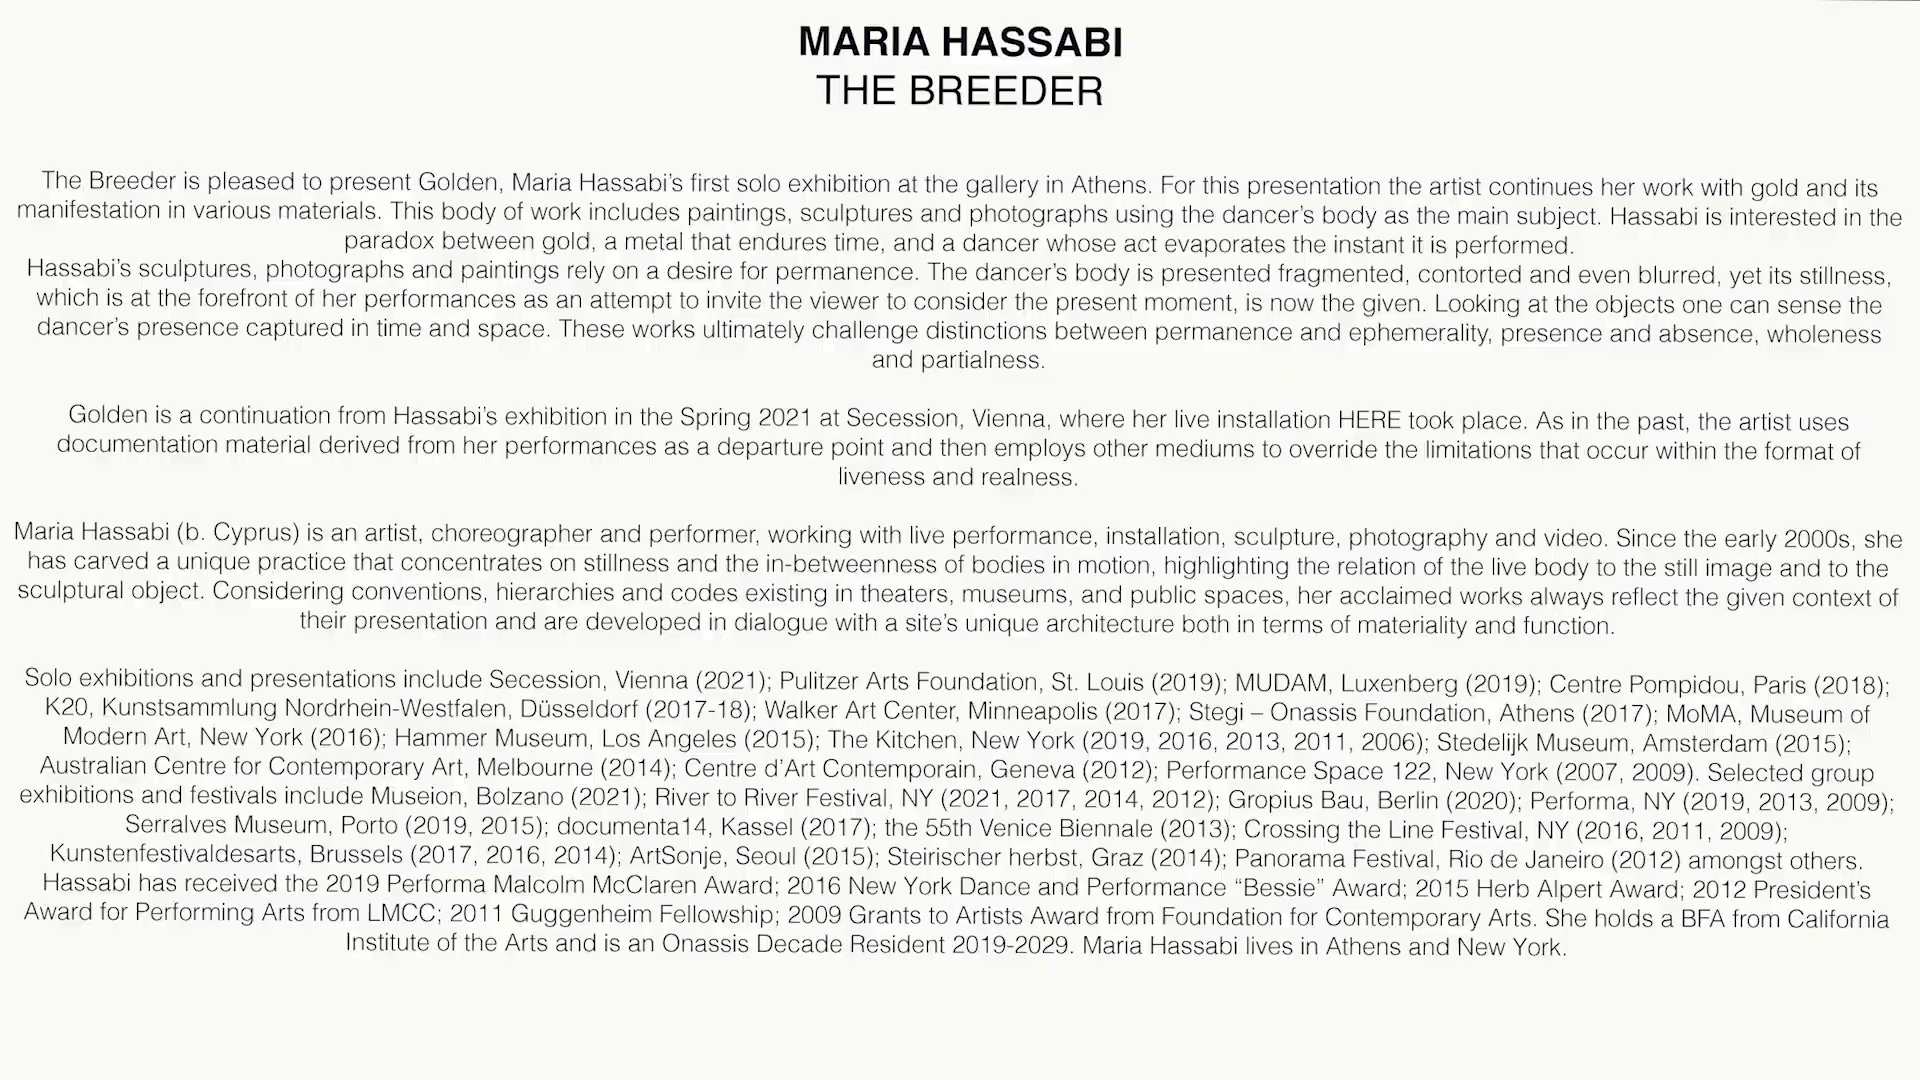 MARIA HASSABI
THE BREEDER
The Breeder is pleased to present Golden, Maria Hassabi’s first solo exhibition at the gallery in Athens. For this presentation the artist continues her work with gold and its
manifestation in various materials. This body of work includes paintings, sculptures and photographs using the dancer’s body as the main subject. Hassabi is interested in the
paradox between gold, a metal that endures time, and a dancer whose act evaporates the instant it is performed.
Hassabi’s sculptures, photographs and paintings rely on a desire for permanence. The dancer’s body is presented fragmented, contorted and even blurred, yet its stillness,
which is at the forefront of her performances as an attempt to invite the viewer to consider the present moment, is now the given. Looking at the objects one can sense the
dancer’s presence captured in time and space. These works ultimately challenge distinctions between permanence and ephemerality, presence and absence, wholeness
and partialness.
Golden is a continuation from Hassabi’s exhibition in the Spring 2021 at Secession, Vienna, where her live installation HERE took place. As in the past, the artist uses
documentation material derived from her performances as a departure point and then employs other mediums to override the limitations that occur within the format of
liveness and realness.
Maria Hassabi (b. Cyprus) is an artist, choreographer and performer, working with live performance, installation, sculpture, photography and video. Since the early 2000s, she
has carved a unique practice that concentrates on stillness and the in-betweenness of bodies in motion, highlighting the relation of the live body to the still image and to the
sculptural object. Considering conventions, hierarchies and codes existing in theaters, museums, and public spaces, her acclaimed works always reflect the given context of
their presentation and are developed in dialogue with a site’s unique architecture both in terms of materiality and function.
Solo exhibitions and presentations include Secession, Vienna (2021); Pulitzer Arts Foundation, St. Louis (2019); MUDAM, Luxenberg (2019); Centre Pompidou, Paris (2018);
K20, Kunstsammlung Nordrhein-Westfalen, Düsseldorf (2017-18); Walker Art Center, Minneapolis (2017); Stegi – Onassis Foundation, Athens (2017); MoMA, Museum of
Modern Art, New York (2016); Hammer Museum, Los Angeles (2015); The Kitchen, New York (2019, 2016, 2013, 2011, 2006); Stedelijk Museum, Amsterdam (2015);
Australian Centre for Contemporary Art, Melbourne (2014); Centre d’Art Contemporain, Geneva (2012); Performance Space 122, New York (2007, 2009). Selected group
exhibitions and festivals include Museion, Bolzano (2021); River to River Festival, NY (2021, 2017, 2014, 2012); Gropius Bau, Berlin (2020); Performa, NY (2019, 2013, 2009);
Serralves Museum, Porto (2019, 2015); documenta14, Kassel (2017); the 55th Venice Biennale (2013); Crossing the Line Festival, NY (2016, 2011, 2009);
Kunstenfestivaldesarts, Brussels (2017, 2016, 2014); ArtSonje, Seoul (2015); Steirischer herbst, Graz (2014); Panorama Festival, Rio de Janeiro (2012) amongst others.
Hassabi has received the 2019 Performa Malcolm McClaren Award; 2016 New York Dance and Performance “Bessie” Award; 2015 Herb Alpert Award; 2012 President’s
Award for Performing Arts from LMCC; 2011 Guggenheim Fellowship; 2009 Grants to Artists Award from Foundation for Contemporary Arts. She holds a BFA from California
Institute of the Arts and is an Onassis Decade Resident 2019-2029. Maria Hassabi lives in Athens and New York.